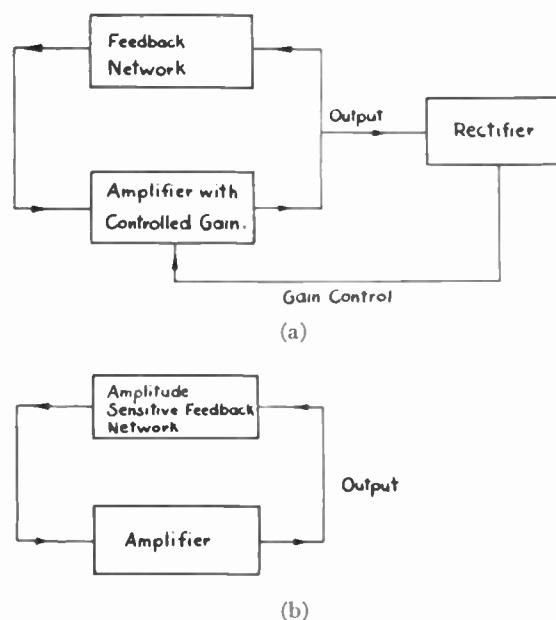 Feedback
Network
Output
Rectifier
Amplifier with
Controlled Gain.
Gain Control
(a)
Amplitude
Sensitive Feedback
Network
Output
Amplifier
(b)